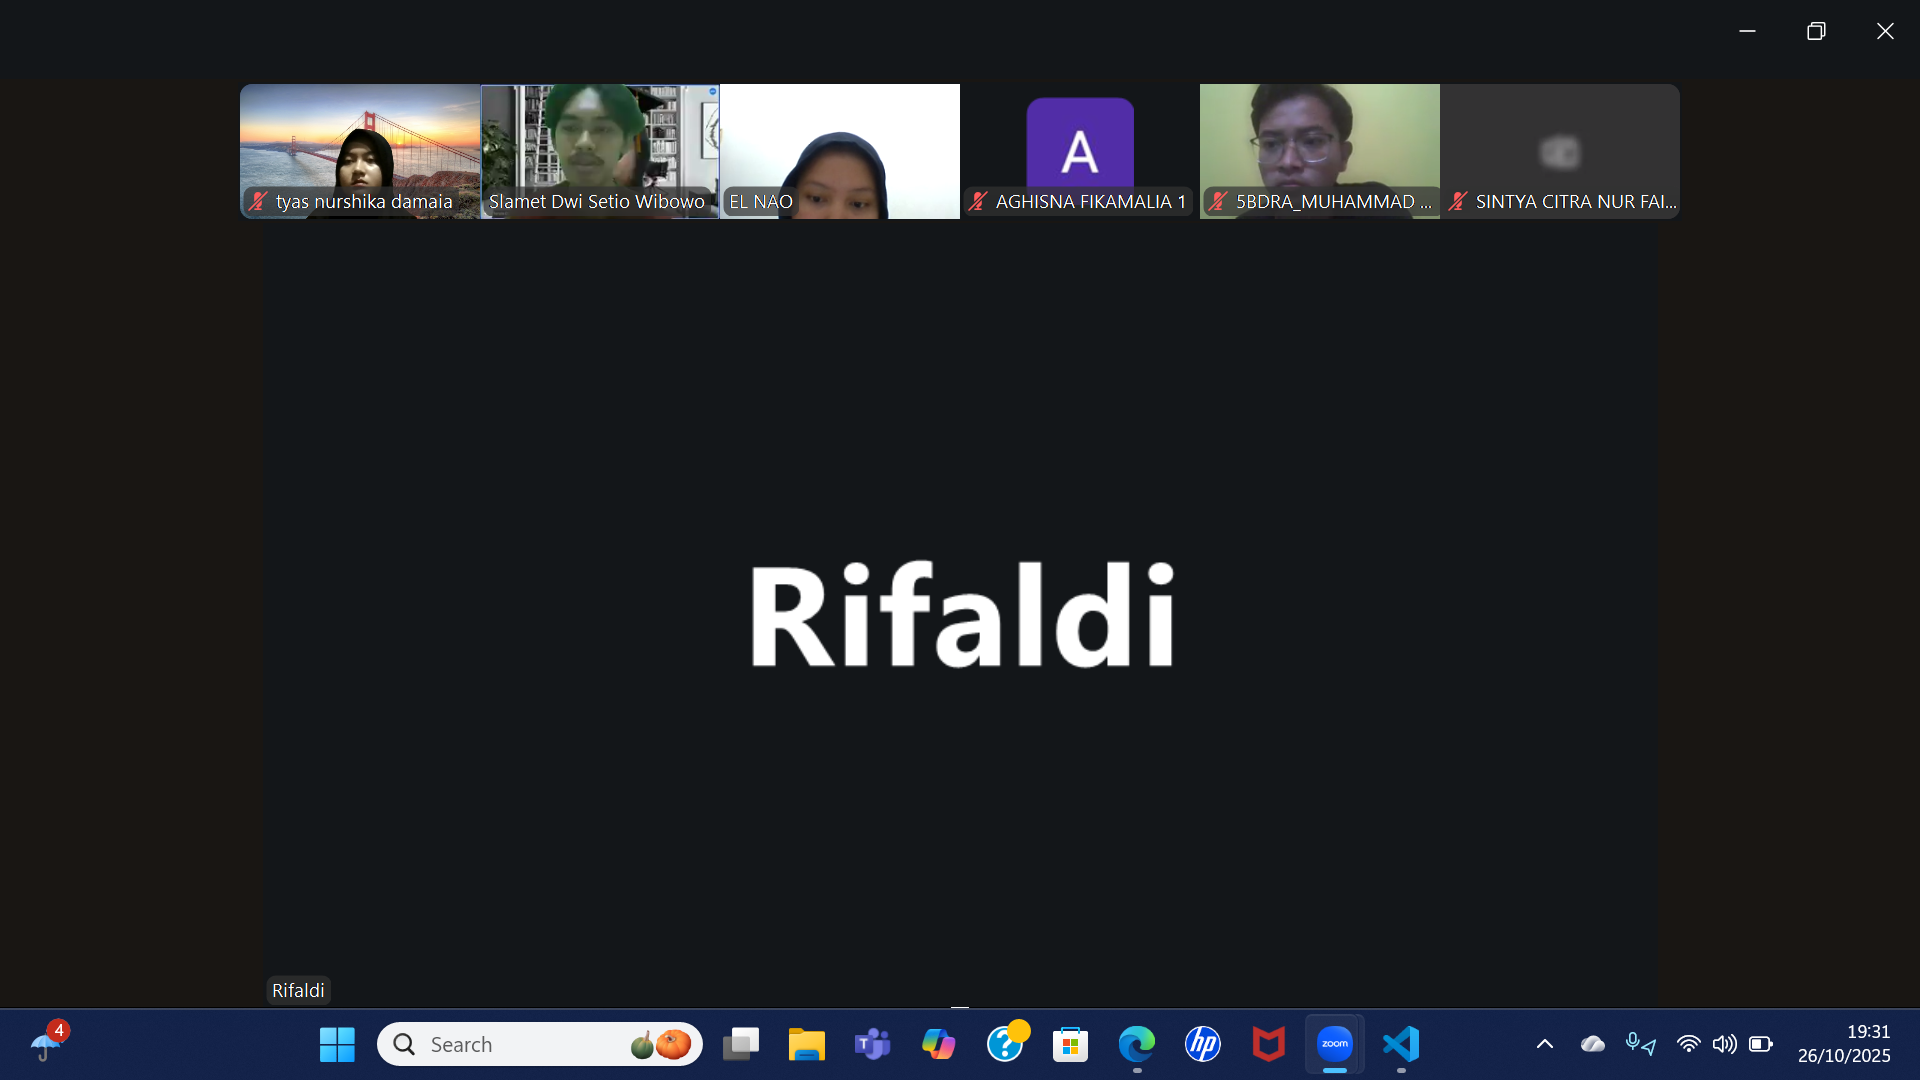 tyas nurshika damaia
Slamet Dwi Setio Wibowo
EL NAO
A
AGHISNA FIKAMALIA 1
5BDRA_MUHAMMAD ...
SINTYA CITRA NUR FAI...
Rifaldi
Rifaldi
4
Search
T
?
hp
zoom
19:31
26/10/2025